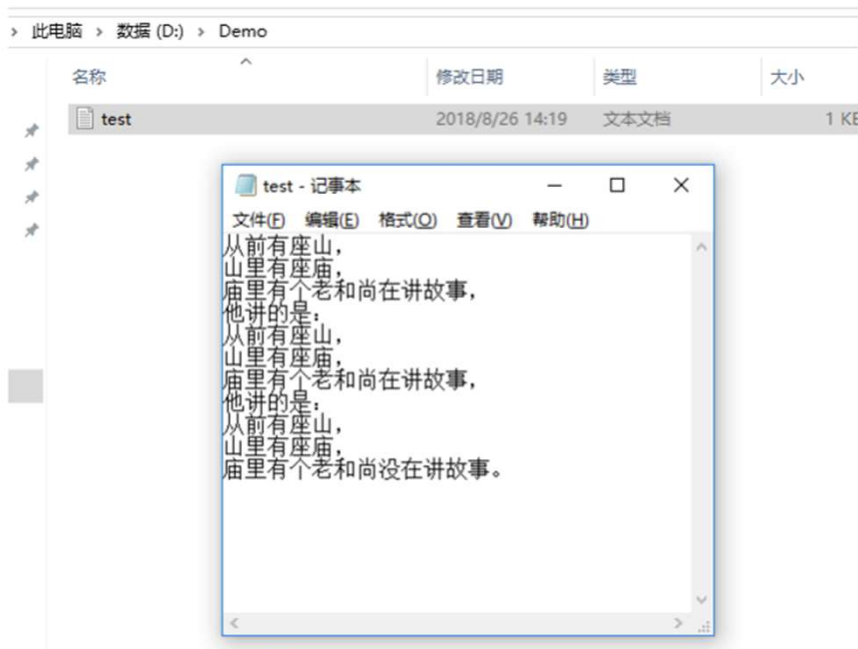 此电脑 > 数据 (D:) > Demo
名称 修改日期 类型 大小
test 2018/8/26 14:19 文本文档 1 KB
test - 记事本
文件(F) 编辑(E) 格式(O) 查看(V) 帮助(H)
从前有座山，
山里有座庙，
庙里有个老和尚在讲故事，
他讲的是：
从前有座山，
山里有座庙，
庙里有个老和尚在讲故事，
他讲的是：
从前有座山，
山里有座庙，
庙里有个老和尚没在讲故事。